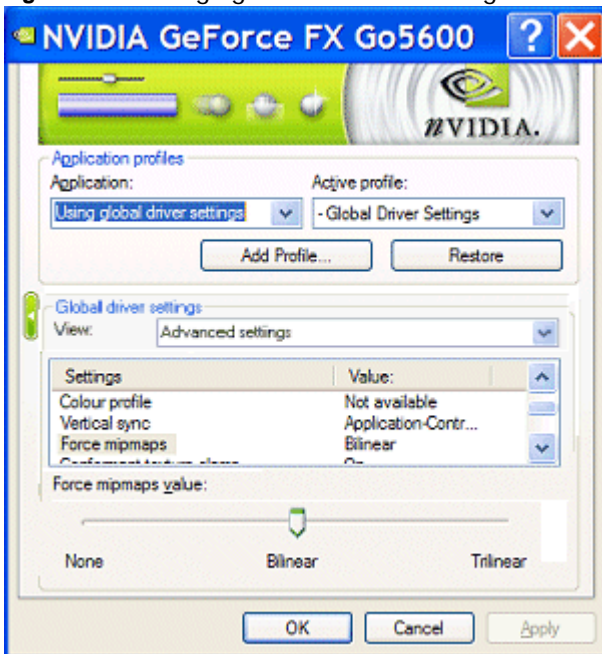 NVIDIA GeForce FX Go5600
nVIDIA.
Application profiles
Application:
Active profile:
Using global driver settings
- Global Driver Settings
Add Profile...
Restore
Global driver settings
View:
Advanced settings
Settings
Value:
Colour profile
Not available
Vertical sync
Application-Contr...
Force mipmaps
Bilinear
Force mipmaps value:
None
Bilinear
Trilinear
OK
Cancel
Apply